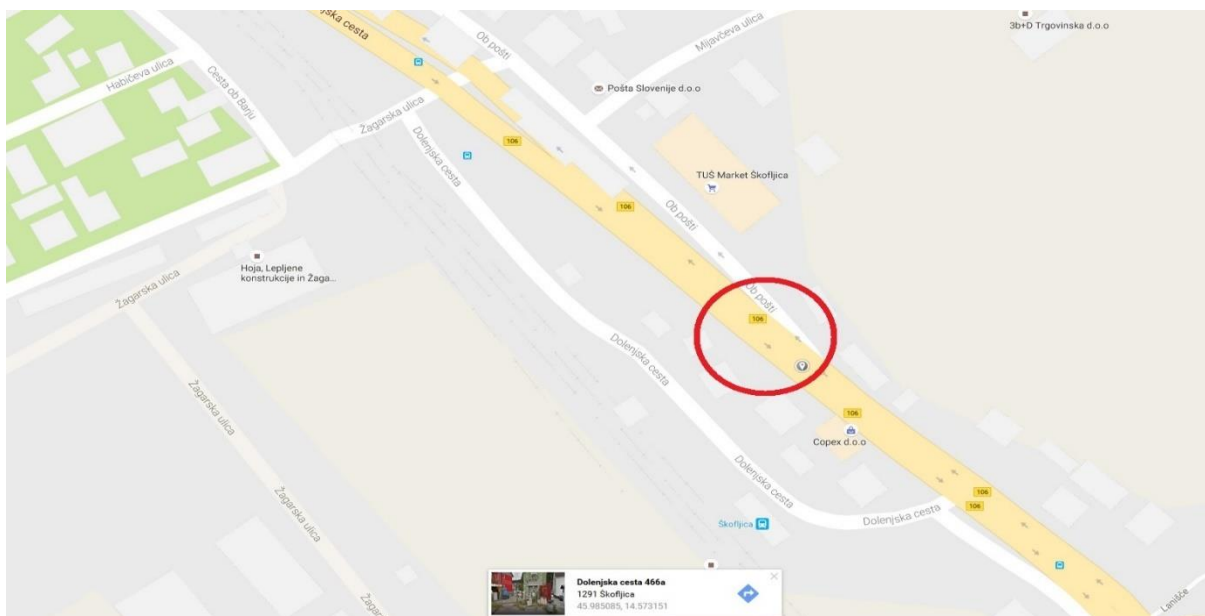 ska cesta
Ob pošti
Mijavčeva ulica
3b+D Trgovinska d.o.o
Habičeva ulica
Cesta ob Barju
Žagarska ulica
Pošta Slovenije d.o.o
106
Dolenjska cesta
TUŠ Market Škofljica
106
Ob pošti
Hoja, Lepljene
konstrukcije in Žaga...
Žagarska ulica
Ob pošti
106
Dolenjska cesta
Žagarska ulica
106
Copex d.o.o
Dolenjska cesta
106
106
Žagarska ulica
Škofljica
Dolenjska cesta
Lanišče
Dolenjska cesta 466a
1291 Škofljica
45.985085, 14.573151